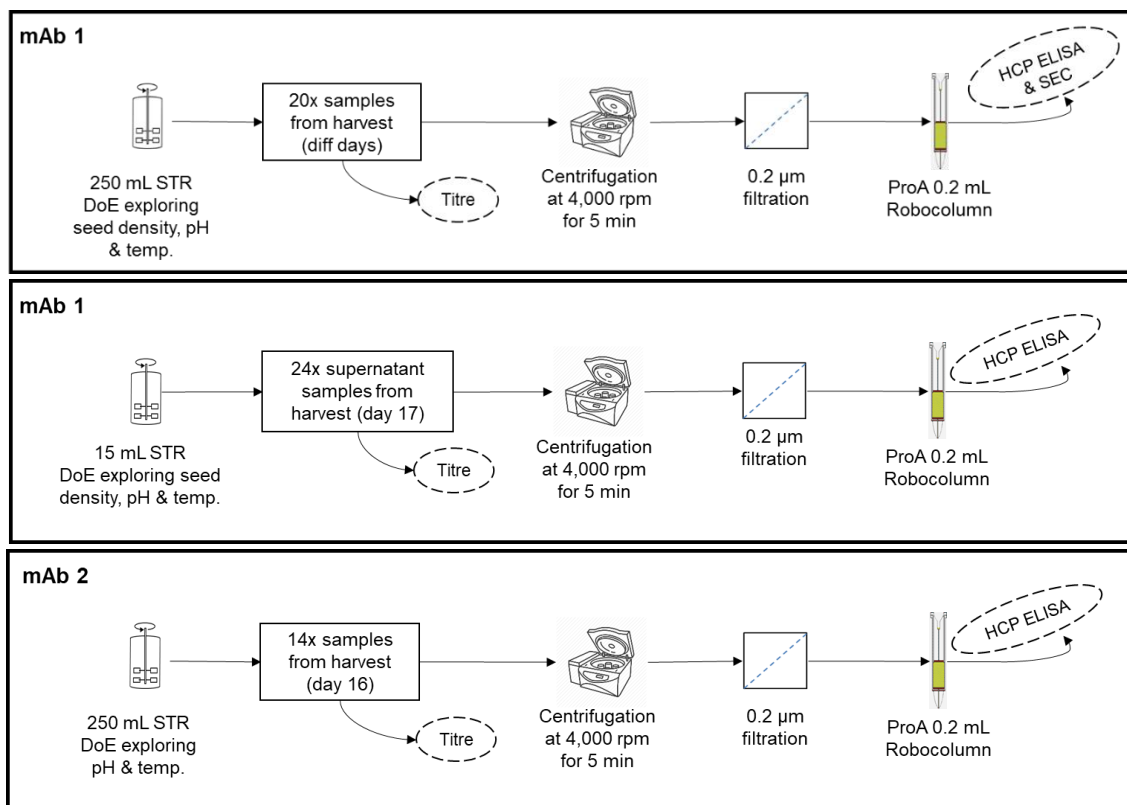 mAb 1
20x samples
from harvest
(diff days)
HCP ELISA
& SEC
250 mL STR
DoE exploring
seed density, pH
& temp.
Titre
Centrifugation
at 4,000 rpm
for 5 min
0.2 µm
filtration
ProA 0.2 mL
Robocolumn
mAb 1
24x supernatant
samples from
harvest (day 17)
HCP ELISA
15 mL STR
DoE exploring seed
density, pH & temp.
Titre
Centrifugation
at 4,000 rpm
for 5 min
0.2 µm
filtration
ProA 0.2 mL
Robocolumn
mAb 2
14x samples
from harvest
(day 16)
HCP ELISA
250 mL STR
DoE exploring
pH & temp.
Titre
Centrifugation
at 4,000 rpm
for 5 min
0.2 µm
filtration
ProA 0.2 mL
Robocolumn